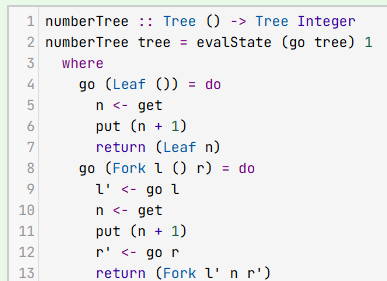 1 numberTree :: Tree () -> Tree Integer
2 numberTree tree = evalState (go tree) 1
3   where
4     go (Leaf ()) = do
5       n <- get
6       put (n + 1)
7       return (Leaf n)
8     go (Fork l () r) = do
9       l' <- go l
10       n <- get
11       put (n + 1)
12       r' <- go r
13       return (Fork l' n r')